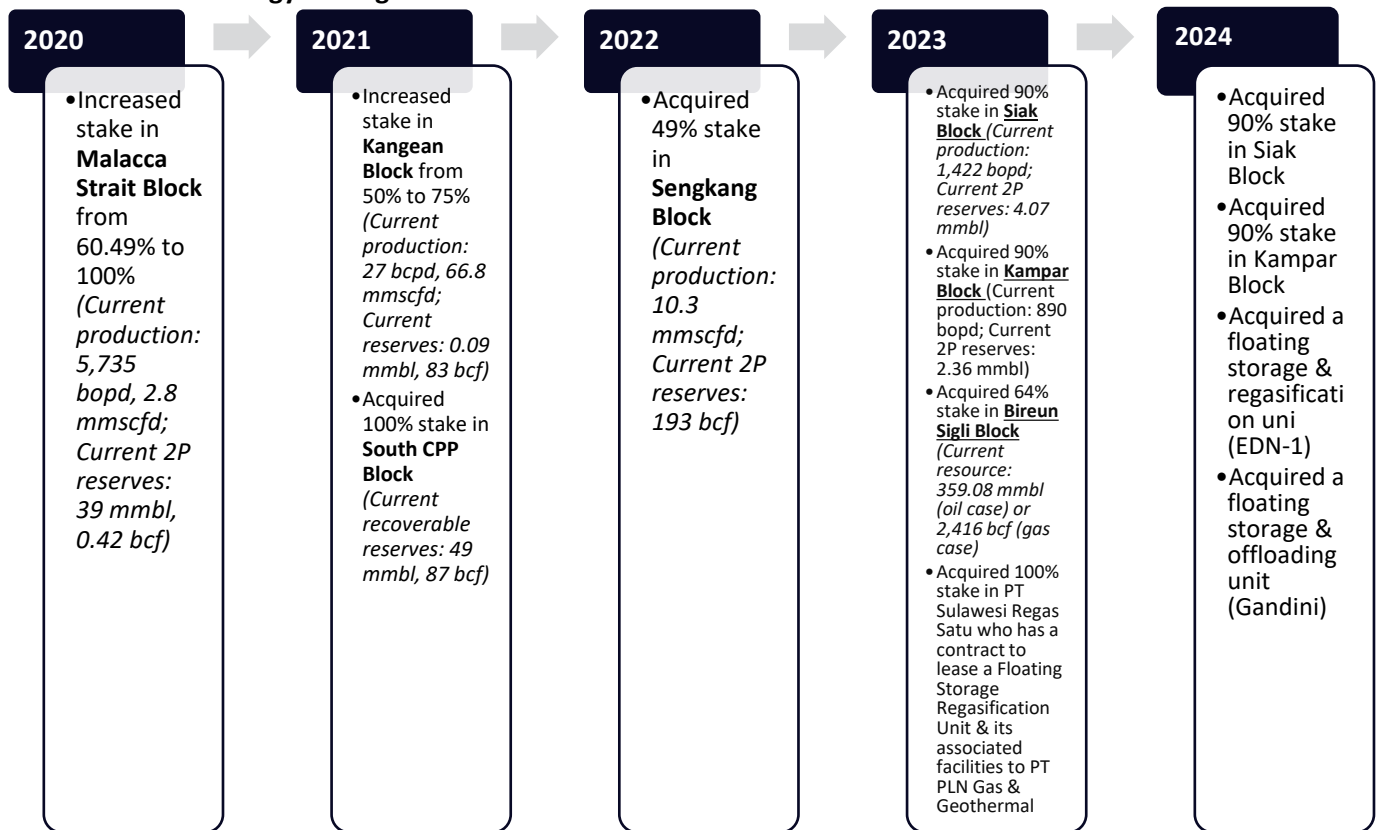 2020
•Increased
stake in
Malacca
Strait Block
from
60.49% to
100%
(Current
production:
5,735
bopd, 2.8
mmscfd;
Current 2P
reserves:
39 mmbl,
0.42 bcf)
2021
•Increased
stake in
Kangean
Block from
50% to 75%
(Current
production:
27 bcpd, 66.8
mmscfd;
Current
reserves: 0.09
mmbl, 83 bcf)
•Acquired
100% stake in
South CPP
Block
(Current
recoverable
reserves: 49
mmbl, 87 bcf)
2022
•Acquired
49% stake
in
Sengkang
Block
(Current
production:
10.3
mmscfd;
Current 2P
reserves:
193 bcf)
2023
•Acquired 90%
stake in Siak
Block (Current
production:
1,422 bopd;
Current 2P
reserves: 4.07
mmbl)
•Acquired 90%
stake in Kampar
Block (Current
production: 890
bopd; Current
2P reserves:
2.36 mmbl)
•Acquired 64%
stake in Bireun
Sigli Block
(Current
resource:
359.08 mmbl
(oil case) or
2,416 bcf (gas
case)
•Acquired 100%
stake in PT
Sulawesi Regas
Satu who has a
contract to
lease a Floating
Storage
Regasification
Unit & its
associated
facilities to PT
PLN Gas &
Geothermal
2024
•Acquired
90% stake
in Siak
Block
•Acquired
90% stake
in Kampar
Block
•Acquired a
floating
storage &
regasificati
on uni
(EDN-1)
•Acquired a
floating
storage &
offloading
unit
(Gandini)